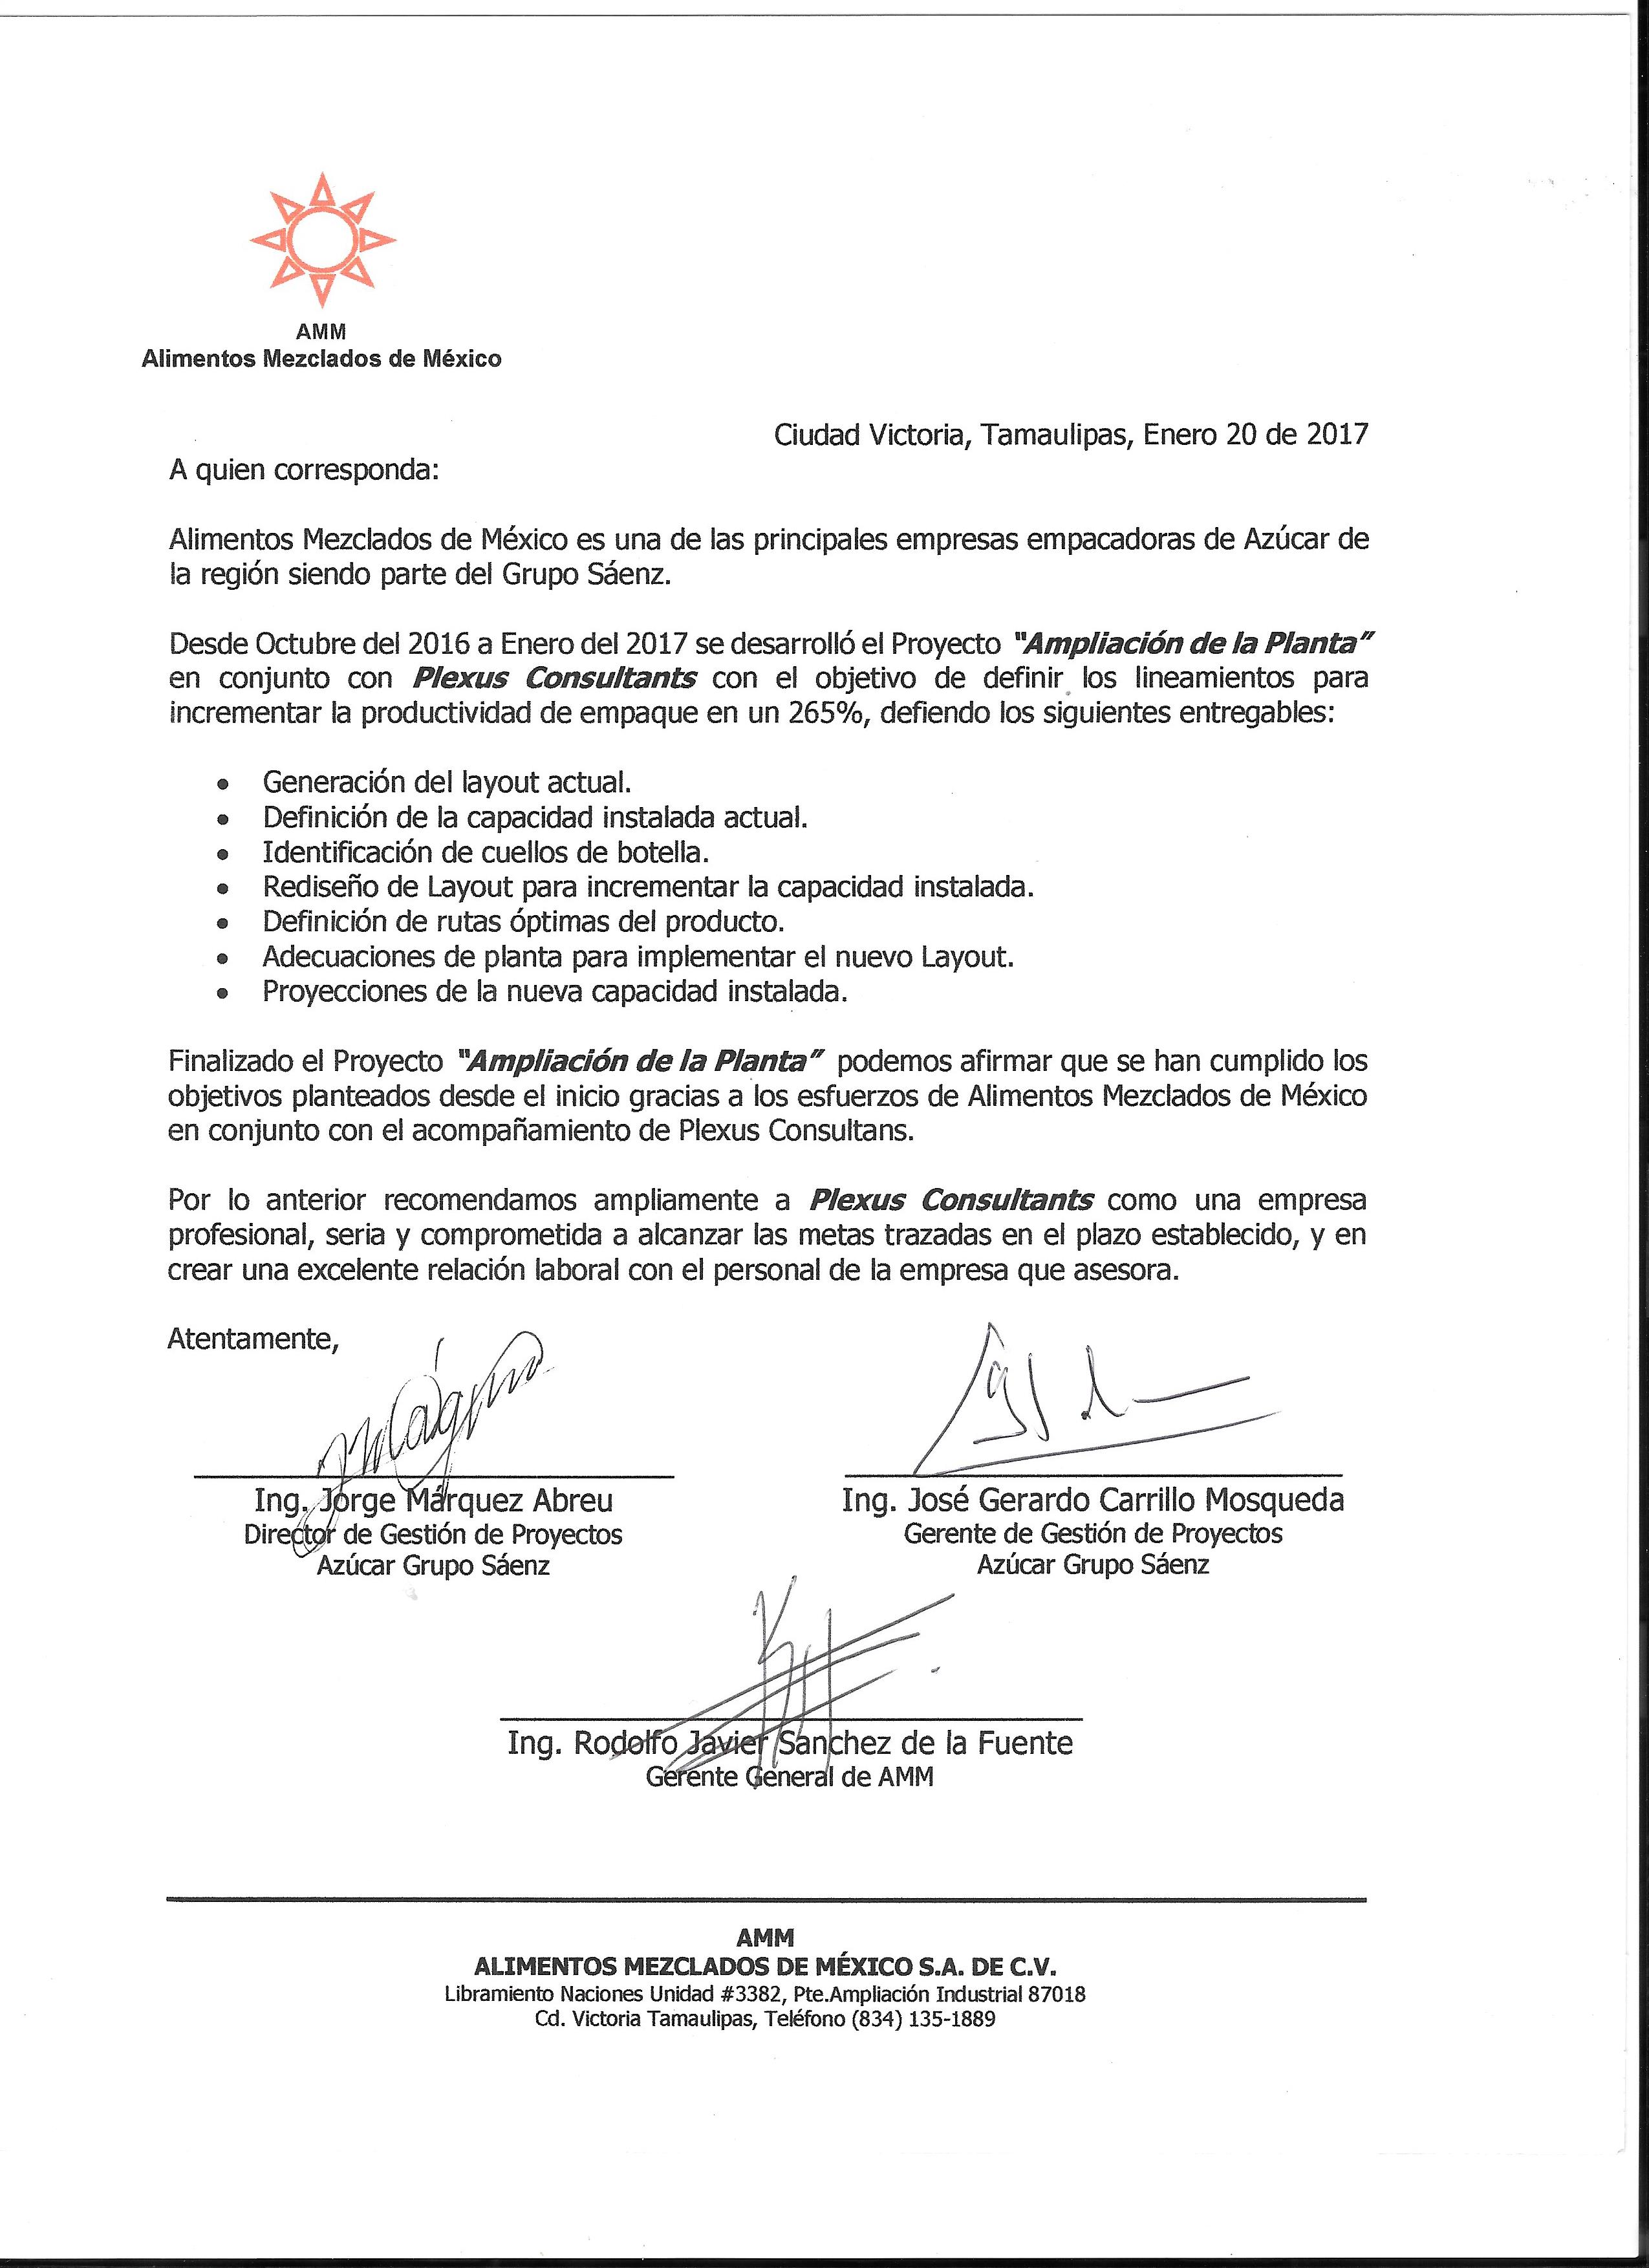 AMM
Alimentos Mezclados de México
Ciudad Victoria, Tamaulipas, Enero 20 de 2017
A quien corresponda:
Alimentos Mezclados de México es una de las principales empresas empacadoras de Azúcar de
la región siendo parte del Grupo Sáenz.
Desde Octubre del 2016 a Enero del 2017 se desarrolló el Proyecto "Ampliación de la Planta"
en conjunto con Plexus Consultants con el objetivo de definir los lineamientos para
incrementar la productividad de empaque en un 265%, defiendo los siguientes entregables:
• Generación del layout actual.
• Definición de la capacidad instalada actual.
• Identificación de cuellos de botella.
• Rediseño de Layout para incrementar la capacidad instalada.
• Definición de rutas óptimas del producto.
• Adecuaciones de planta para implementar el nuevo Layout.
• Proyecciones de la nueva capacidad instalada.
Finalizado el Proyecto "Ampliación de la Planta" podemos afirmar que se han cumplido los
objetivos planteados desde el inicio gracias a los esfuerzos de Alimentos Mezclados de México
en conjunto con el acompañamiento de Plexus Consultans.
Por lo anterior recomendamos ampliamente a Plexus Consultants como una empresa
profesional, seria y comprometida a alcanzar las metas trazadas en el plazo establecido, y en
crear una excelente relación laboral con el personal de la empresa que asesora.
Atentamente,
Ing. Jorge Márquez Abreu
Director de Gestión de Proyectos
Azúcar Grupo Sáenz
Ing. José Gerardo Carrillo Mosqueda
Gerente de Gestión de Proyectos
Azúcar Grupo Sáenz
Ing. Rodolfo Javier Sanchez de la Fuente
Gerente General de AMM
AMM
ALIMENTOS MEZCLADOS DE MÉXICO S.A. DE C.V.
Libramiento Naciones Unidad #3382, Pte.Ampliación Industrial 87018
Cd. Victoria Tamaulipas, Teléfono (834) 135-1889